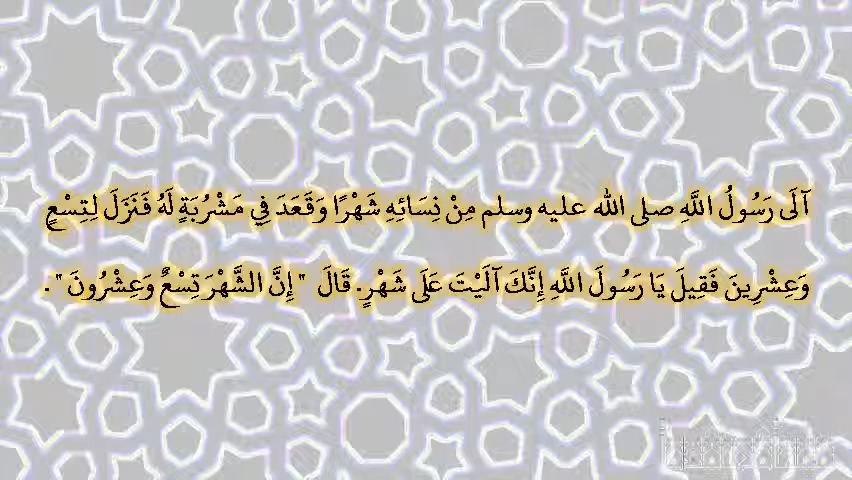 آلَى رَسُولُ اللَّهِ صلى الله عليه وسلم مِنْ نِسَائِهِ شَهْرًا وَقَعَدَ فِي مَشْرُبَةٍ لَهُ فَنَزَلَ لِتِسْعٍ
وَعِشْرِينَ فَقِيلَ يَا رَسُولَ اللَّهِ إِنَّكَ آلَيْتَ عَلَى شَهْرٍ. قَالَ " إِنَّ الشَّهْرَ تِسْعٌ وَعِشْرُونَ ".